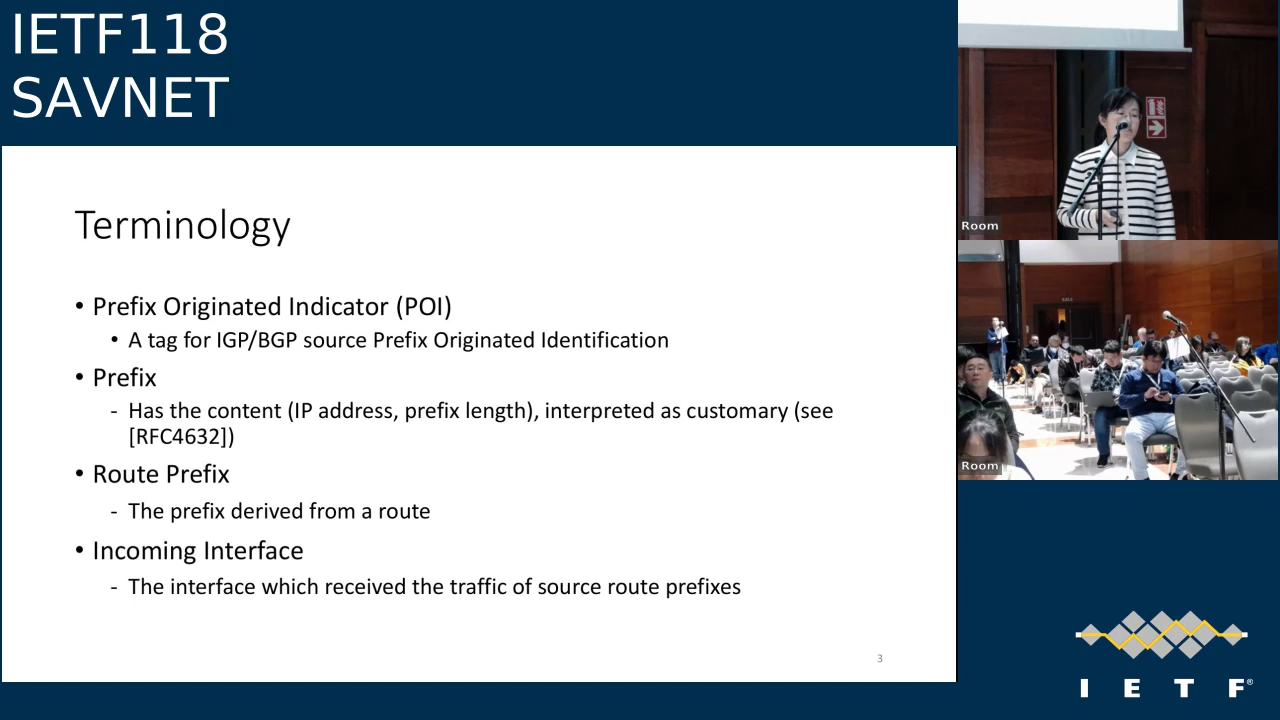 IETF118
SAVNET
Terminology
• Prefix Originated Indicator (POI)
• A tag for IGP/BGP source Prefix Originated Identification
• Prefix
- Has the content (IP address, prefix length), interpreted as customary (see
[RFC4632])
• Route Prefix
- The prefix derived from a route
• Incoming Interface
- The interface which received the traffic of source route prefixes
3
Room
Room
I E T F®